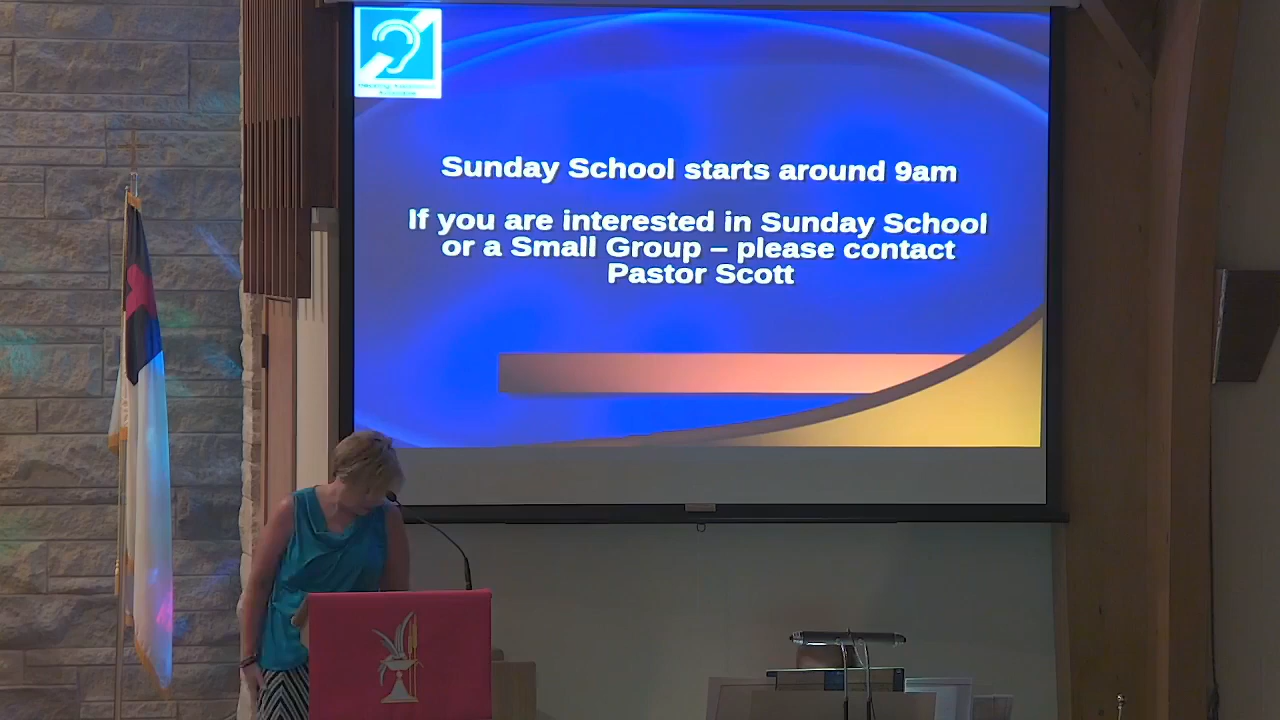 Sunday School starts around 9am
If you are interested in Sunday School
or a Small Group – please contact
Pastor Scott